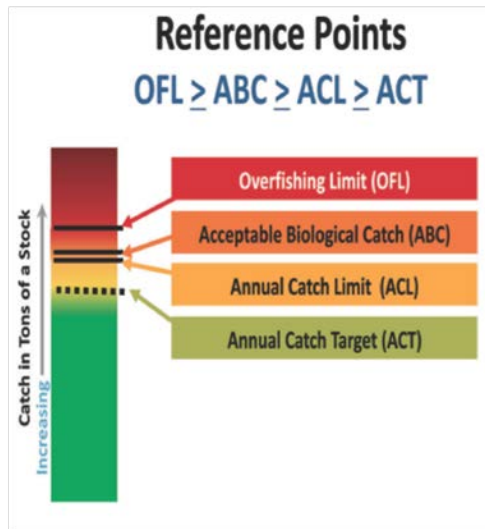 Reference Points
OFL ≥ ABC ≥ ACL ≥ ACT
Overfishing Limit (OFL)
Acceptable Biological Catch (ABC)
Annual Catch Limit (ACL)
Annual Catch Target (ACT)
Catch in Tons of a Stock
Increasing